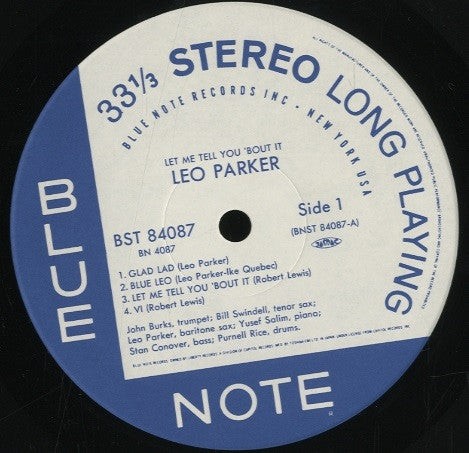 33 1/3 STEREO LONG PLAYING
BLUE NOTE RECORDS INC · NEW YORK USA
LET ME TELL YOU 'BOUT IT
LEO PARKER
BST 84087
BN 4087
Side 1
(BNST 84087-A)
1. GLAD LAD (Leo Parker)
2. BLUE LEO (Leo Parker-Ike Quebec)
3. LET ME TELL YOU 'BOUT IT (Robert Lewis)
4. VI (Robert Lewis)
John Burks, trumpet; Bill Swindell, tenor sax;
Leo Parker, baritone sax; Yusef Salim, piano;
Stan Conover, bass; Purnell Rice, drums.
BLUE
NOTE
®